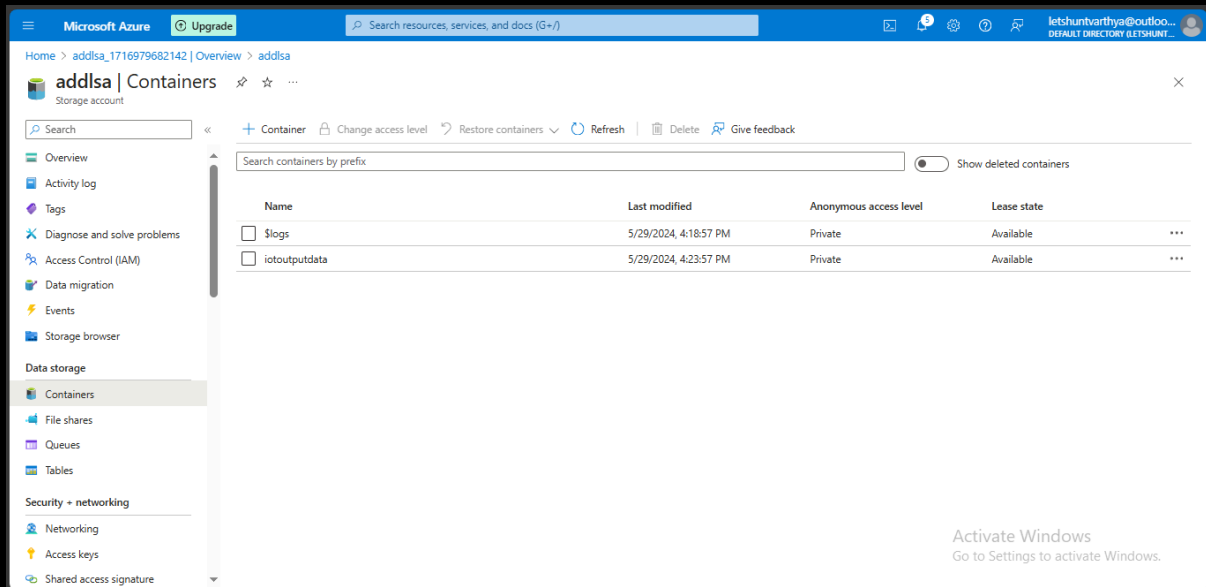 Microsoft Azure Upgrade Search resources, services, and docs (G+/) 5 letshuntvarthya@outloo...
DEFAULT DIRECTORY (LETSHUNT...
Home > addlsa_1716979682142 | Overview > addlsa
addlsa | Containers ...
Storage account
Search «
+ Container Change access level Restore containers Refresh Delete Give feedback
Search containers by prefix Show deleted containers
Overview
Activity log
Tags
Diagnose and solve problems
Access Control (IAM)
Data migration
Events
Storage browser
Data storage
Containers
File shares
Queues
Tables
Security + networking
Networking
Access keys
Shared access signature
Name Last modified Anonymous access level Lease state
$logs 5/29/2024, 4:18:57 PM Private Available ...
iotoutputdata 5/29/2024, 4:23:57 PM Private Available ...
Activate Windows
Go to Settings to activate Windows.